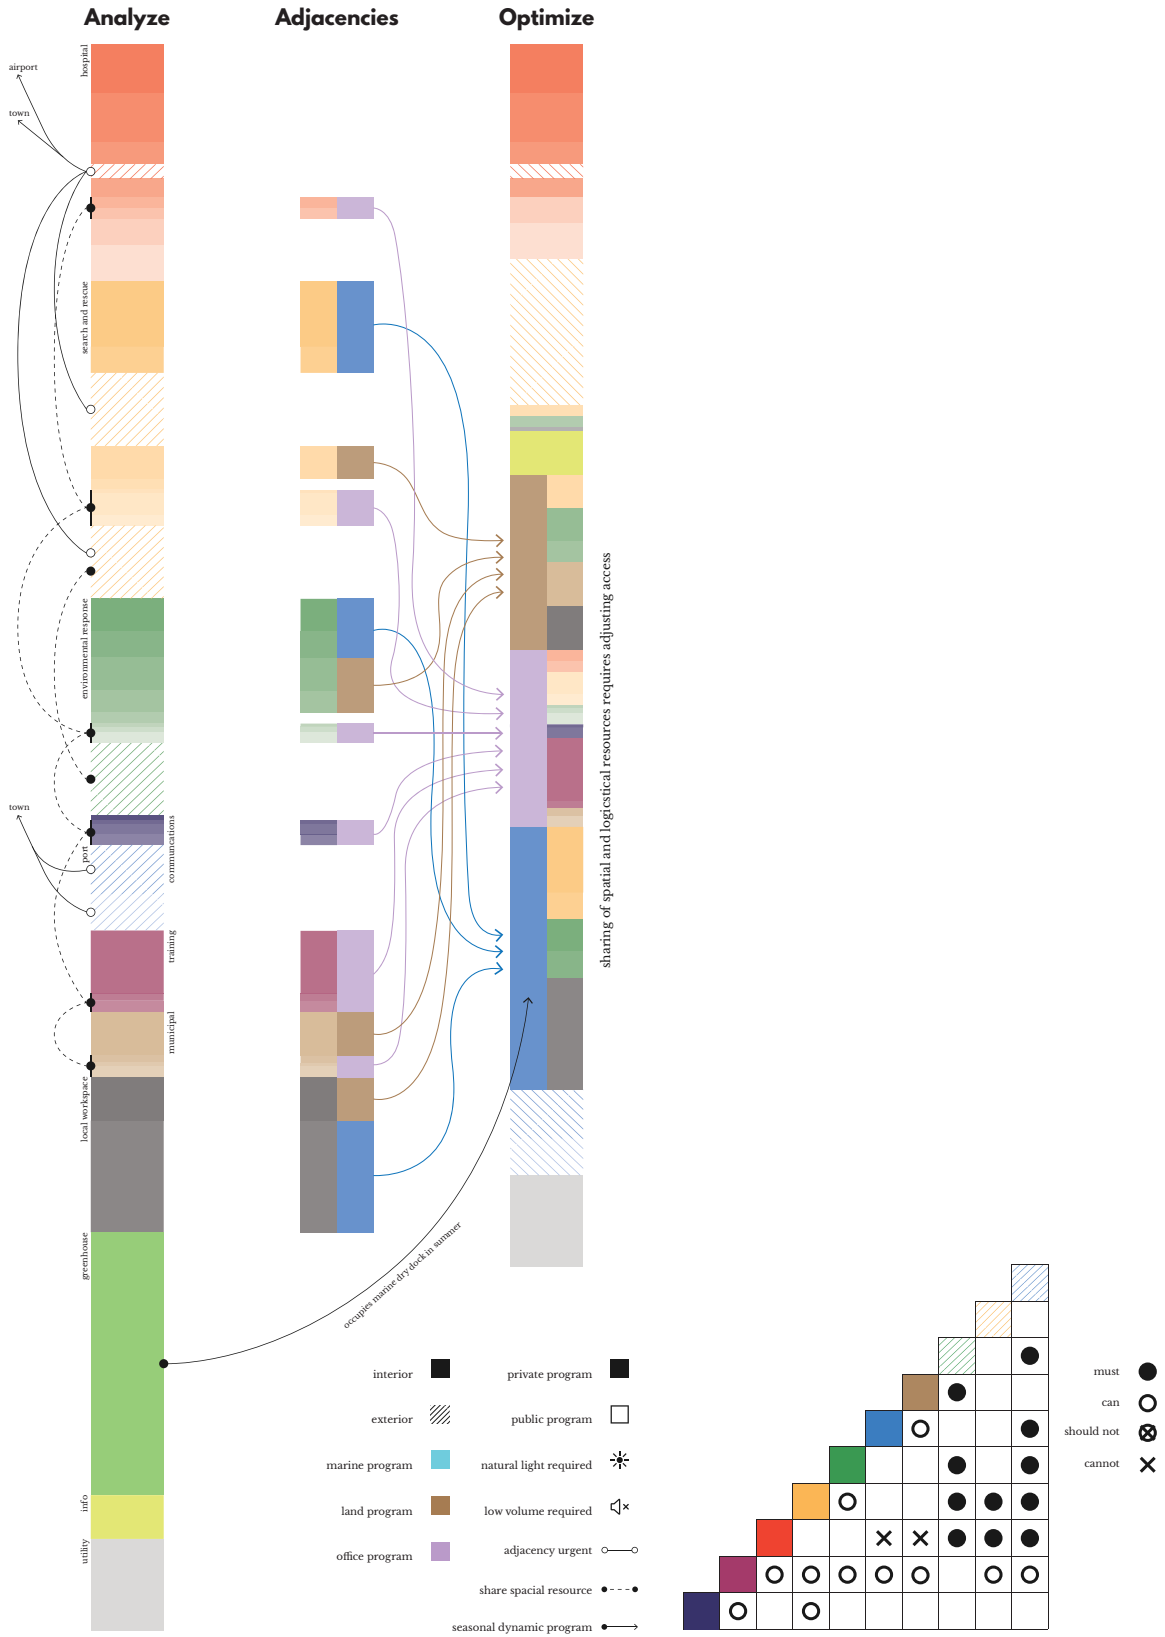 Analyze
Adjacencies
Optimize
hospital
airport
town
search and rescue
environmental response
town
port
communcations
training
municipal
local workspace
greenhouse
info
utility
sharing of spatial and logicstical resources requires adjusting access
occupies marine dry dock in summer
interior
exterior
marine program
land program
office program
private program
public program
natural light required
low volume required
adjacency urgent
share spacial resource
seasonal dynamic program
must
can
should not
cannot